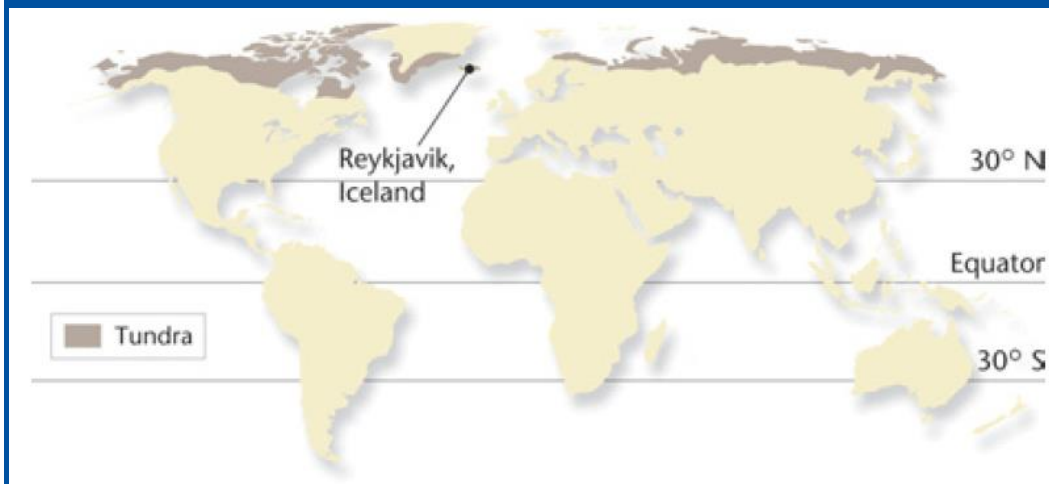 Reykjavik,
Iceland
30° N
Equator
Tundra
30° S